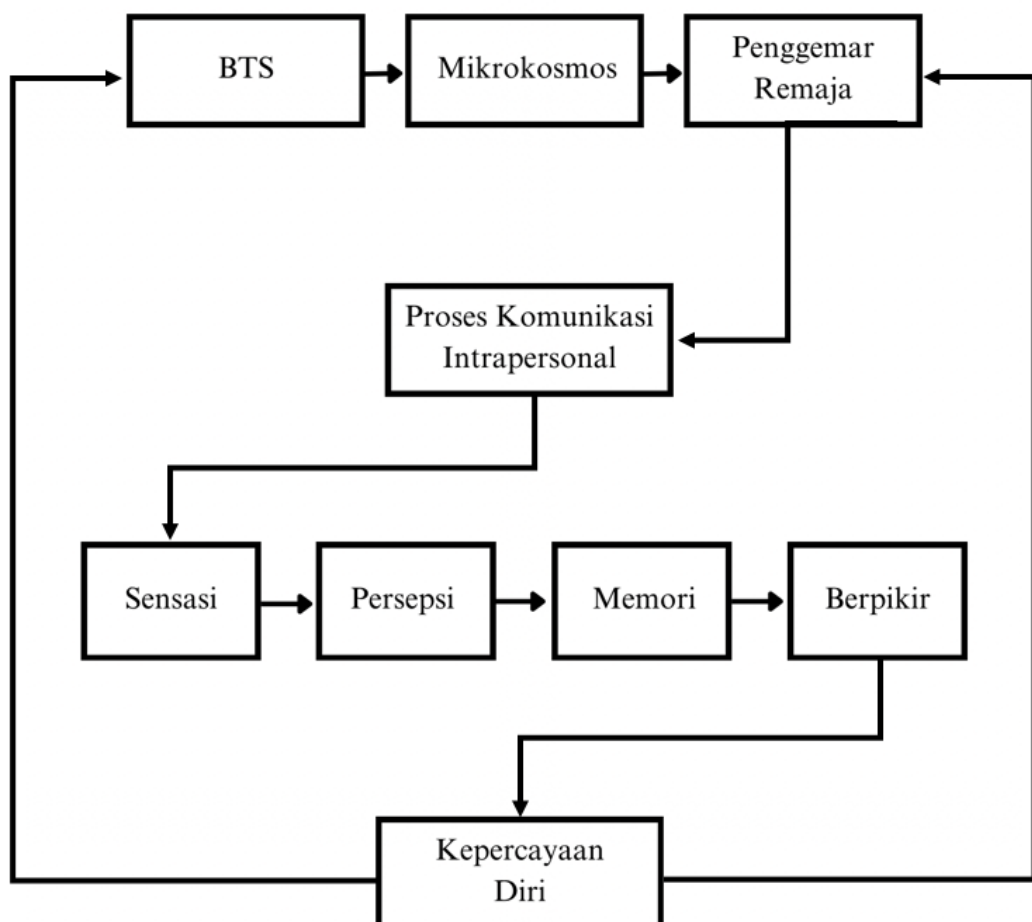 BTS
Mikrokosmos
Penggemar
Remaja
Proses Komunikasi
Intrapersonal
Sensasi
Persepsi
Memori
Berpikir
Kepercayaan
Diri